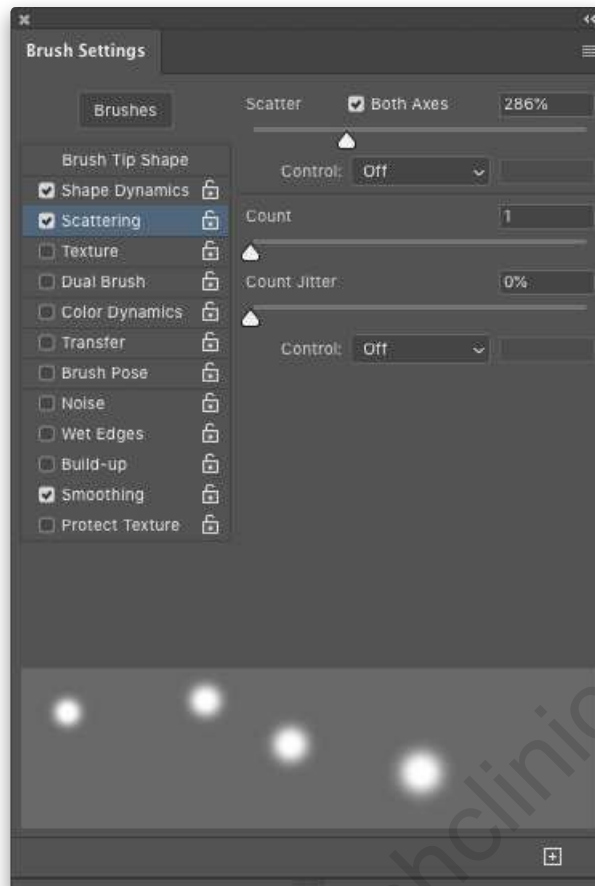 Brush Settings
Brushes
Brush Tip Shape
Shape Dynamics
Scattering
Texture
Dual Brush
Color Dynamics
Transfer
Brush Pose
Noise
Wet Edges
Build-up
Smoothing
Protect Texture
Scatter Both Axes 286%
Control: Off
Count 1
Count Jitter 0%
Control: Off